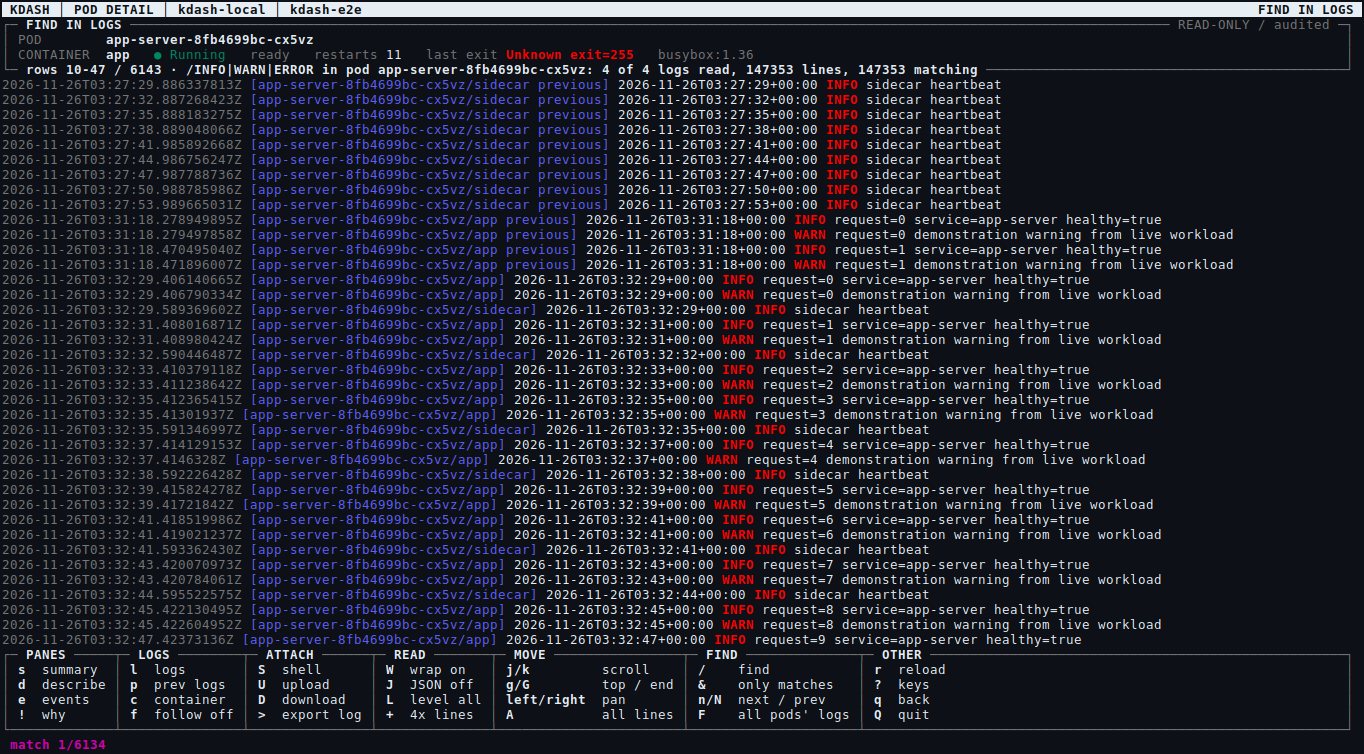 KDASH │ POD DETAIL │ kdash-local │ kdash-e2e FIND IN LOGS
FIND IN LOGS READ-ONLY / audited
POD app-server-8fb4699bc-cx5vz
CONTAINER app ● Running ready restarts 11 last exit Unknown exit=255 busybox:1.36
rows 10-47 / 6143 · /INFO|WARN|ERROR in pod app-server-8fb4699bc-cx5vz: 4 of 4 logs read, 147353 lines, 147353 matching
2026-11-26T03:27:29.886337813Z [app-server-8fb4699bc-cx5vz/sidecar previous] 2026-11-26T03:27:29+00:00 INFO sidecar heartbeat
2026-11-26T03:27:32.887268423Z [app-server-8fb4699bc-cx5vz/sidecar previous] 2026-11-26T03:27:32+00:00 INFO sidecar heartbeat
2026-11-26T03:27:35.888183275Z [app-server-8fb4699bc-cx5vz/sidecar previous] 2026-11-26T03:27:35+00:00 INFO sidecar heartbeat
2026-11-26T03:27:38.889048066Z [app-server-8fb4699bc-cx5vz/sidecar previous] 2026-11-26T03:27:38+00:00 INFO sidecar heartbeat
2026-11-26T03:27:41.985892668Z [app-server-8fb4699bc-cx5vz/sidecar previous] 2026-11-26T03:27:41+00:00 INFO sidecar heartbeat
2026-11-26T03:27:44.986756247Z [app-server-8fb4699bc-cx5vz/sidecar previous] 2026-11-26T03:27:44+00:00 INFO sidecar heartbeat
2026-11-26T03:27:47.987788736Z [app-server-8fb4699bc-cx5vz/sidecar previous] 2026-11-26T03:27:47+00:00 INFO sidecar heartbeat
2026-11-26T03:27:50.988785986Z [app-server-8fb4699bc-cx5vz/sidecar previous] 2026-11-26T03:27:50+00:00 INFO sidecar heartbeat
2026-11-26T03:27:53.989665031Z [app-server-8fb4699bc-cx5vz/sidecar previous] 2026-11-26T03:27:53+00:00 INFO sidecar heartbeat
2026-11-26T03:31:18.278949895Z [app-server-8fb4699bc-cx5vz/app previous] 2026-11-26T03:31:18+00:00 INFO request=0 service=app-server healthy=true
2026-11-26T03:31:18.279497858Z [app-server-8fb4699bc-cx5vz/app previous] 2026-11-26T03:31:18+00:00 WARN request=0 demonstration warning from live workload
2026-11-26T03:31:18.470495040Z [app-server-8fb4699bc-cx5vz/app previous] 2026-11-26T03:31:18+00:00 INFO request=1 service=app-server healthy=true
2026-11-26T03:31:18.471896007Z [app-server-8fb4699bc-cx5vz/app previous] 2026-11-26T03:31:18+00:00 WARN request=1 demonstration warning from live workload
2026-11-26T03:32:29.406140665Z [app-server-8fb4699bc-cx5vz/app] 2026-11-26T03:32:29+00:00 INFO request=0 service=app-server healthy=true
2026-11-26T03:32:29.406790334Z [app-server-8fb4699bc-cx5vz/app] 2026-11-26T03:32:29+00:00 WARN request=0 demonstration warning from live workload
2026-11-26T03:32:29.589369602Z [app-server-8fb4699bc-cx5vz/sidecar] 2026-11-26T03:32:29+00:00 INFO sidecar heartbeat
2026-11-26T03:32:31.408016871Z [app-server-8fb4699bc-cx5vz/app] 2026-11-26T03:32:31+00:00 INFO request=1 service=app-server healthy=true
2026-11-26T03:32:31.408980424Z [app-server-8fb4699bc-cx5vz/app] 2026-11-26T03:32:31+00:00 WARN request=1 demonstration warning from live workload
2026-11-26T03:32:32.590446487Z [app-server-8fb4699bc-cx5vz/sidecar] 2026-11-26T03:32:32+00:00 INFO sidecar heartbeat
2026-11-26T03:32:33.410379118Z [app-server-8fb4699bc-cx5vz/app] 2026-11-26T03:32:33+00:00 INFO request=2 service=app-server healthy=true
2026-11-26T03:32:33.411238642Z [app-server-8fb4699bc-cx5vz/app] 2026-11-26T03:32:33+00:00 WARN request=2 demonstration warning from live workload
2026-11-26T03:32:35.412365415Z [app-server-8fb4699bc-cx5vz/app] 2026-11-26T03:32:35+00:00 INFO request=3 service=app-server healthy=true
2026-11-26T03:32:35.41301937Z [app-server-8fb4699bc-cx5vz/app] 2026-11-26T03:32:35+00:00 WARN request=3 demonstration warning from live workload
2026-11-26T03:32:35.591346997Z [app-server-8fb4699bc-cx5vz/sidecar] 2026-11-26T03:32:35+00:00 INFO sidecar heartbeat
2026-11-26T03:32:37.414129153Z [app-server-8fb4699bc-cx5vz/app] 2026-11-26T03:32:37+00:00 INFO request=4 service=app-server healthy=true
2026-11-26T03:32:37.4146328Z [app-server-8fb4699bc-cx5vz/app] 2026-11-26T03:32:37+00:00 WARN request=4 demonstration warning from live workload
2026-11-26T03:32:38.592226428Z [app-server-8fb4699bc-cx5vz/sidecar] 2026-11-26T03:32:38+00:00 INFO sidecar heartbeat
2026-11-26T03:32:39.415824278Z [app-server-8fb4699bc-cx5vz/app] 2026-11-26T03:32:39+00:00 INFO request=5 service=app-server healthy=true
2026-11-26T03:32:39.41721842Z [app-server-8fb4699bc-cx5vz/app] 2026-11-26T03:32:39+00:00 WARN request=5 demonstration warning from live workload
2026-11-26T03:32:41.418519986Z [app-server-8fb4699bc-cx5vz/app] 2026-11-26T03:32:41+00:00 INFO request=6 service=app-server healthy=true
2026-11-26T03:32:41.419021237Z [app-server-8fb4699bc-cx5vz/app] 2026-11-26T03:32:41+00:00 WARN request=6 demonstration warning from live workload
2026-11-26T03:32:41.593362430Z [app-server-8fb4699bc-cx5vz/sidecar] 2026-11-26T03:32:41+00:00 INFO sidecar heartbeat
2026-11-26T03:32:43.420070973Z [app-server-8fb4699bc-cx5vz/app] 2026-11-26T03:32:43+00:00 INFO request=7 service=app-server healthy=true
2026-11-26T03:32:43.420784061Z [app-server-8fb4699bc-cx5vz/app] 2026-11-26T03:32:43+00:00 WARN request=7 demonstration warning from live workload
2026-11-26T03:32:44.595522575Z [app-server-8fb4699bc-cx5vz/sidecar] 2026-11-26T03:32:44+00:00 INFO sidecar heartbeat
2026-11-26T03:32:45.422130495Z [app-server-8fb4699bc-cx5vz/app] 2026-11-26T03:32:45+00:00 INFO request=8 service=app-server healthy=true
2026-11-26T03:32:45.422604952Z [app-server-8fb4699bc-cx5vz/app] 2026-11-26T03:32:45+00:00 WARN request=8 demonstration warning from live workload
2026-11-26T03:32:47.42373136Z [app-server-8fb4699bc-cx5vz/app] 2026-11-26T03:32:47+00:00 INFO request=9 service=app-server healthy=true
PANES LOGS ATTACH READ MOVE FIND OTHER
s summary l logs S shell W wrap on j/k scroll / find r reload
d describe p prev logs U upload J JSON off g/G top / end & only matches ? keys
e events c container D download L level all left/right pan n/N next / prev q back
! why f follow off > export log + 4x lines A all lines F all pods' logs Q quit
match 1/6134